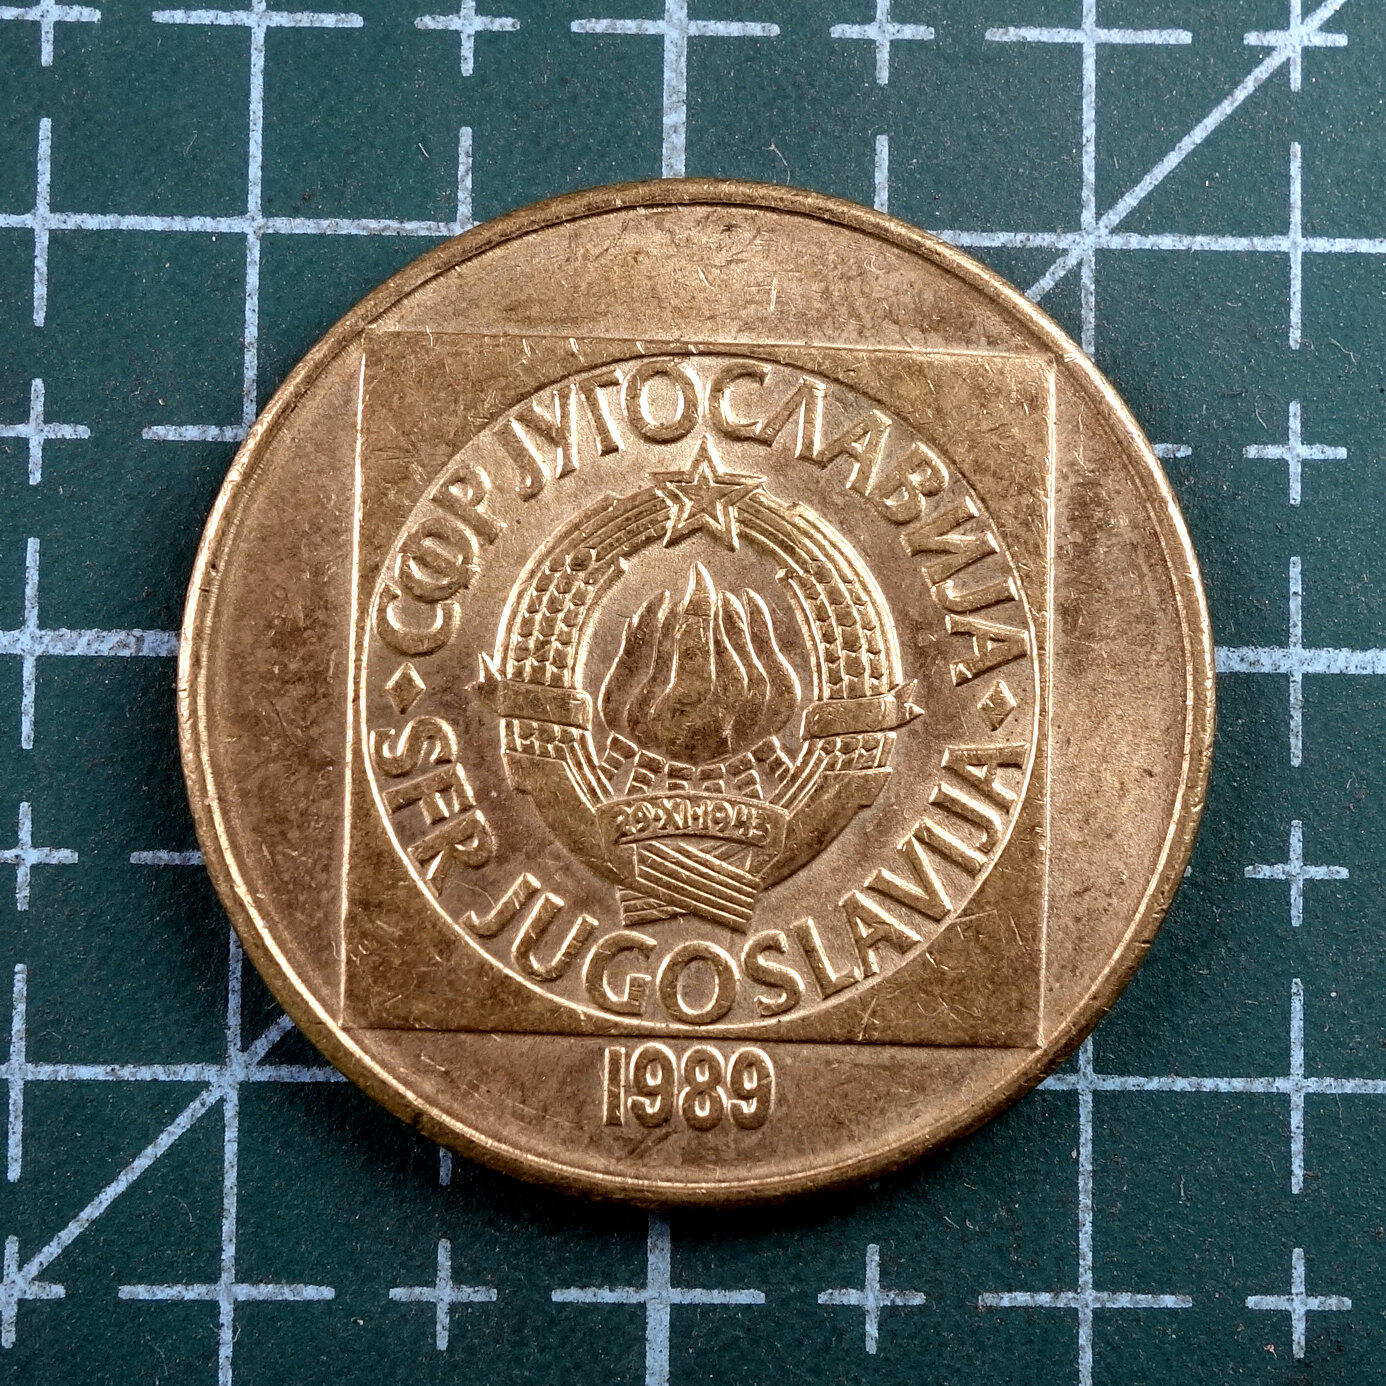 СФР ЈУГОСЛАВИЈА
SFR JUGOSLAVIJA
29·XI·1943
1989